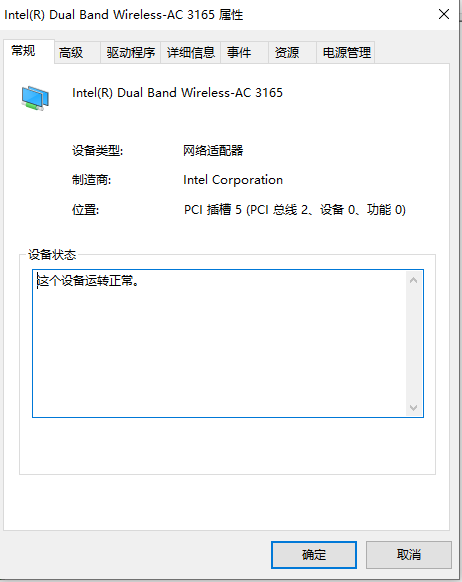 Intel(R) Dual Band Wireless-AC 3165 属性
常规 高级 驱动程序 详细信息 事件 资源 电源管理
Intel(R) Dual Band Wireless-AC 3165
设备类型: 网络适配器
制造商: Intel Corporation
位置: PCI 插槽 5 (PCI 总线 2、设备 0、功能 0)
设备状态
这个设备运转正常。
确定 取消